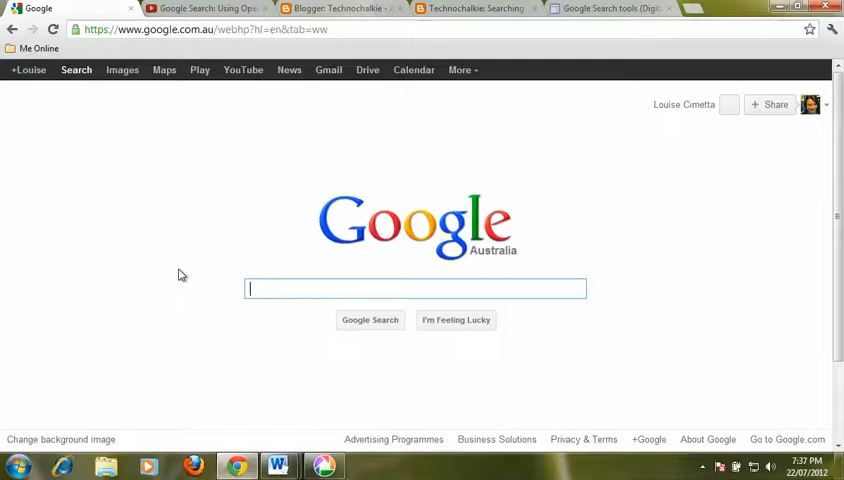 Google
Google Search: Using Ope
Blogger: Technochalkie - A
Technochalkie: Searching
Google Search tools (Digit
https://www.google.com.au/webhp?hl=en&tab=ww
Me Online
+Louise Search Images Maps Play YouTube News Gmail Drive Calendar More
Louise Cimetta + Share
Google
Australia
Google Search I'm Feeling Lucky
Change background image Advertising Programmes Business Solutions Privacy & Terms +Google About Google Go to Google.com
7:37 PM
22/07/2012